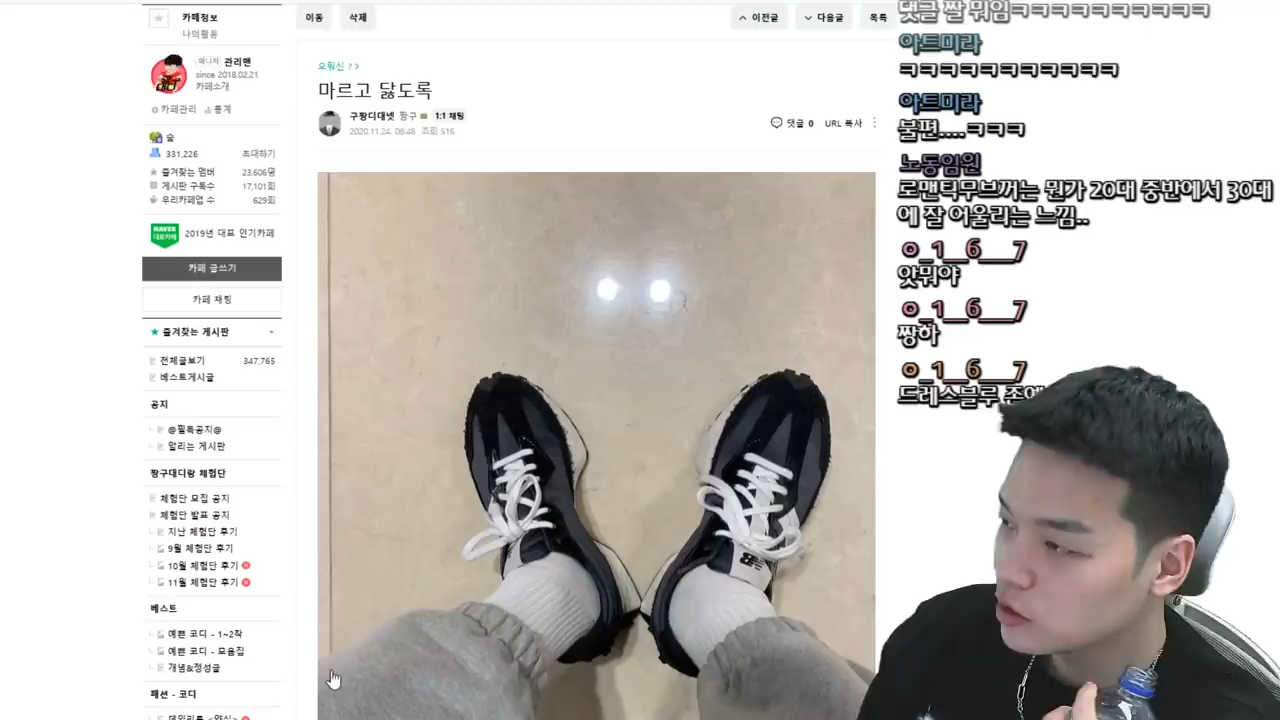 카페정보
나의활동
매니저 관리맨
since 2018.02.21
카페소개
카페관리 통계
숲
331,226 초대하기
즐겨찾는 멤버 23,606명
게시판 구독수 17,101회
우리카페앱 수 629회
NAVER
대표카페
2019년 대표 인기카페
카페 글쓰기
카페 채팅
즐겨찾는 게시판
전체글보기 347,765
베스트게시글
공지
@필독공지@
알리는 게시판
짱구대디랑 체험단
체험단 모집 공지
체험단 발표 공지
지난 체험단 후기
9월 체험단 후기
10월 체험단 후기
11월 체험단 후기
베스트
예쁜 코디 - 1~2착
예쁜 코디 - 모음집
개념&정성글
패션 - 코디
이동 삭제 이전글 다음글 목록
오뭐신 ? >
마르고 닳도록
구짱디대넷 짱구 1:1 채팅
2020.11.24. 08:48 조회 516
댓글 0 URL 복사
댓글 짤 뭐임ㅋㅋㅋㅋㅋㅋㅋㅋㅋㅋ
아트미라
ㅋㅋㅋㅋㅋㅋㅋㅋㅋㅋㅋ
아트미라
불편....ㅋㅋㅋ
노동임원
로맨틱무브꺼는 뭔가 20대 중반에서 30대
에 잘 어울리는 느낌..
ㅇ_1__6___7
앗뭐야
ㅇ_1__6___7
짱하
ㅇ_1__6___7
드레스블루